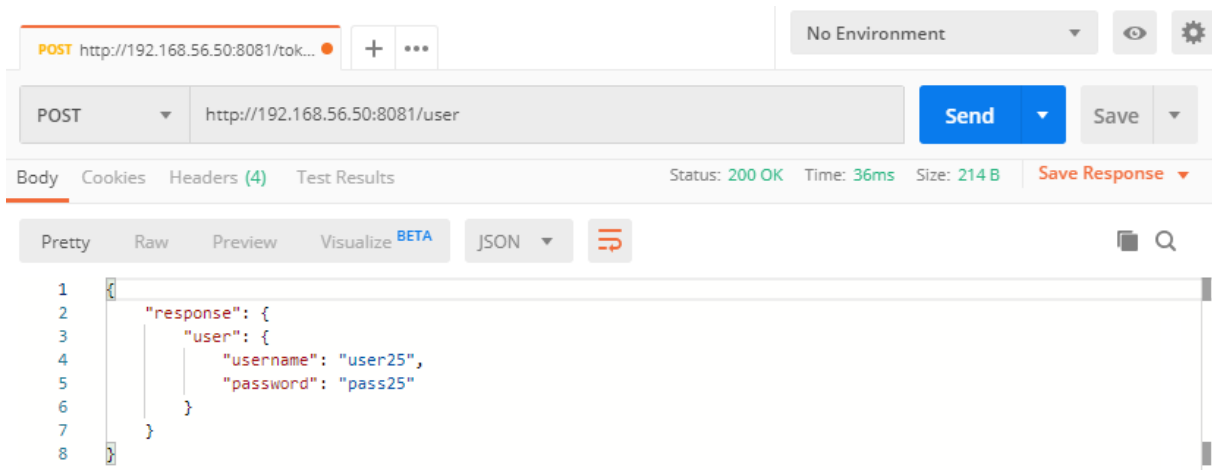 POST http://192.168.56.50:8081/tok... + ••• No Environment
POST http://192.168.56.50:8081/user Send Save
Body Cookies Headers (4) Test Results Status: 200 OK Time: 36ms Size: 214 B Save Response
Pretty Raw Preview Visualize BETA JSON
1 {
2 "response": {
3 "user": {
4 "username": "user25",
5 "password": "pass25"
6 }
7 }
8 }